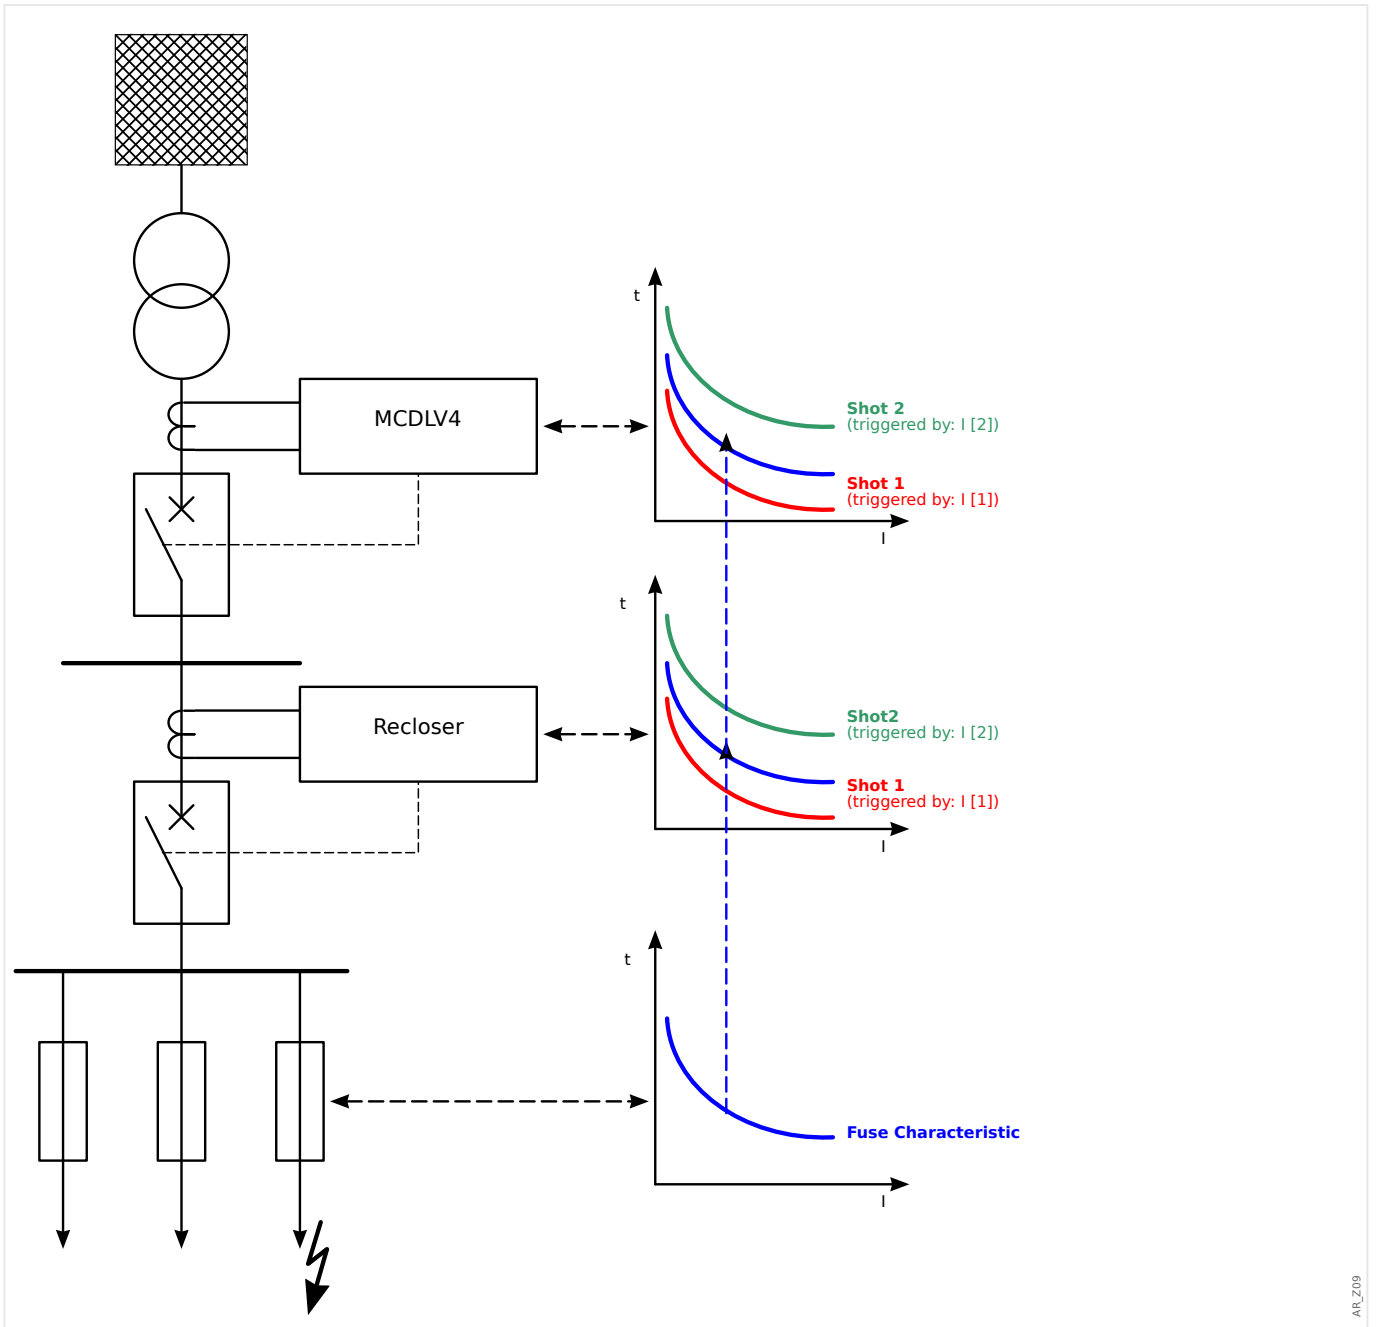 t
MCDLV4
Shot 2
(triggered by: I [2])
Shot 1
(triggered by: I [1])
I
t
Recloser
Shot2
(triggered by: I [2])
Shot 1
(triggered by: I [1])
I
t
Fuse Characteristic
I
AR_Z09